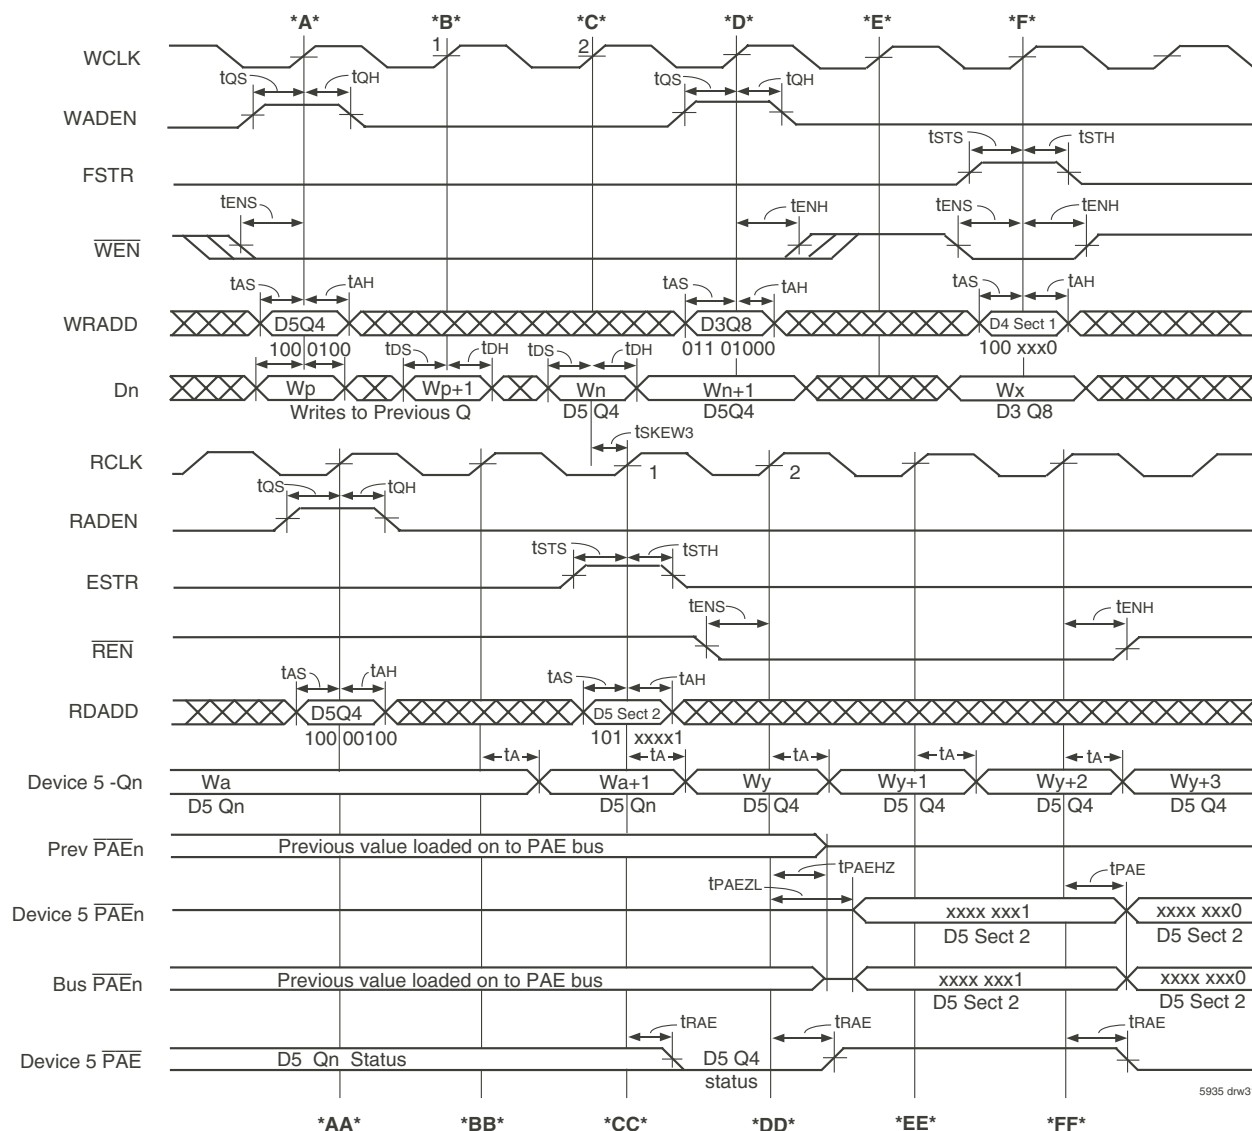 *A* *B* *C* *D* *E* *F*
WCLK 1 2
tQS tQH tQS tQH
WADEN
tSTS tSTH
FSTR
tENS tENH tENS tENH
WEN
tAS tAH tAS tAH tAS tAH
WRADD D5Q4 D3Q8 D4 Sect 1
100 0100 011 01000 100 xxx0
tDS tDH tDS tDH
Dn Wp Wp+1 Wn Wn+1 Wx
Writes to Previous Q D5 Q4 D5Q4 D3 Q8
tSKEW3
RCLK 1 2
tQS tQH
RADEN
tSTS tSTH
ESTR
tENS tENH
REN
tAS tAH tAS tAH
RDADD D5Q4 D5 Sect 2
100 00100 101 xxxx1
tA tA tA tA tA
Device 5 -Qn Wa Wa+1 Wy Wy+1 Wy+2 Wy+3
D5 Qn D5 Qn D5 Q4 D5 Q4 D5 Q4 D5 Q4
Prev PAEn Previous value loaded on to PAE bus
tPAEHZ tPAE
tPAEZL
Device 5 PAEn xxxx xxx1 xxxx xxx0
D5 Sect 2 D5 Sect 2
Bus PAEn Previous value loaded on to PAE bus xxxx xxx1 xxxx xxx0
D5 Sect 2 D5 Sect 2
tRAE tRAE tRAE
Device 5 PAE D5 Qn Status D5 Q4
status
5935 drw3
*AA* *BB* *CC* *DD* *EE* *FF*